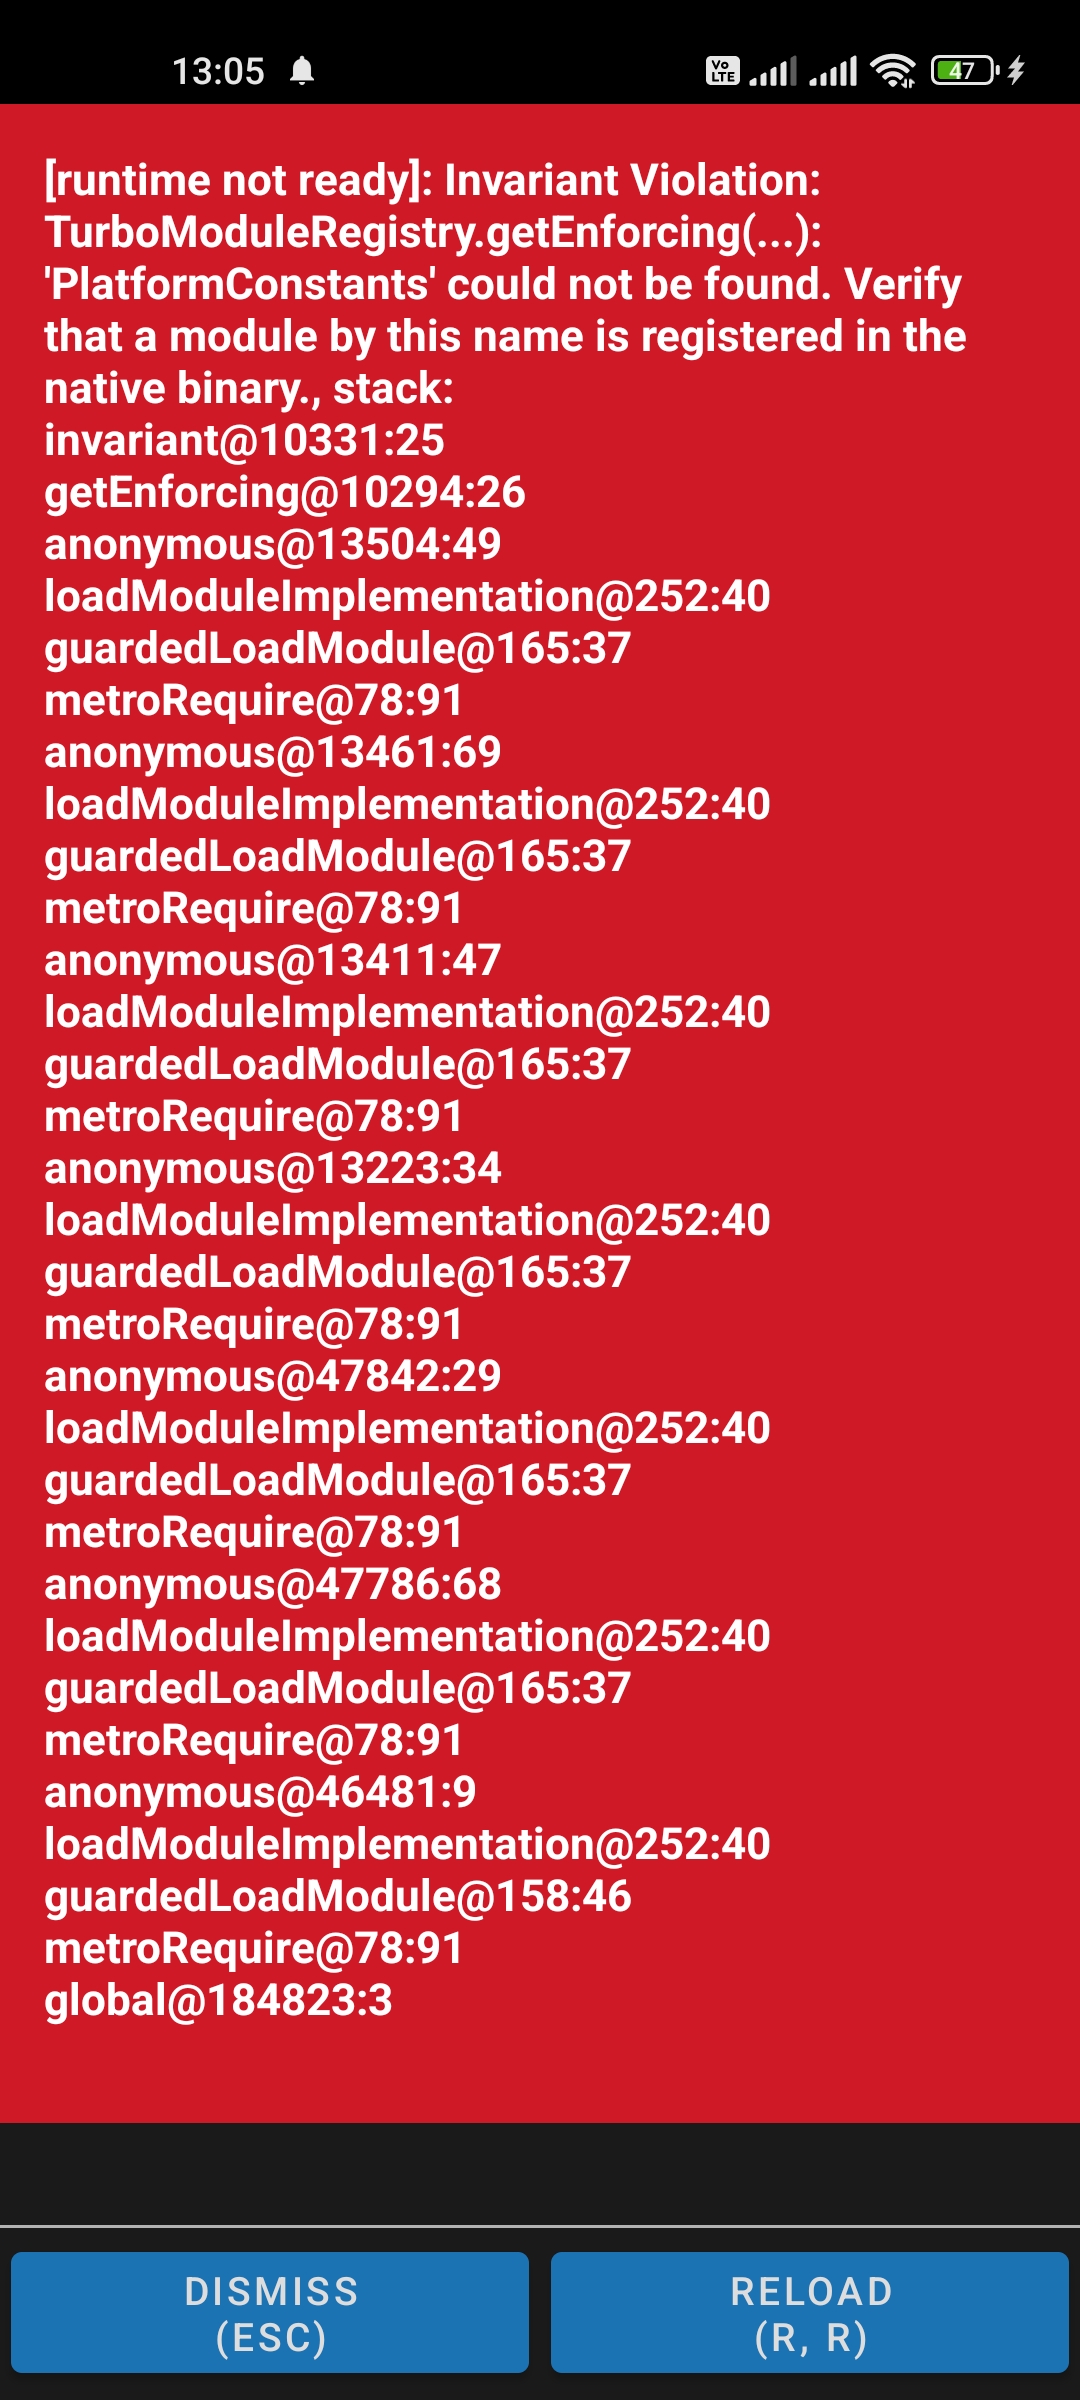 13:05
Vo LTE
47
[runtime not ready]: Invariant Violation:
TurboModuleRegistry.getEnforcing(...):
'PlatformConstants' could not be found. Verify
that a module by this name is registered in the
native binary., stack:
invariant@10331:25
getEnforcing@10294:26
anonymous@13504:49
loadModuleImplementation@252:40
guardedLoadModule@165:37
metroRequire@78:91
anonymous@13461:69
loadModuleImplementation@252:40
guardedLoadModule@165:37
metroRequire@78:91
anonymous@13411:47
loadModuleImplementation@252:40
guardedLoadModule@165:37
metroRequire@78:91
anonymous@13223:34
loadModuleImplementation@252:40
guardedLoadModule@165:37
metroRequire@78:91
anonymous@47842:29
loadModuleImplementation@252:40
guardedLoadModule@165:37
metroRequire@78:91
anonymous@47786:68
loadModuleImplementation@252:40
guardedLoadModule@165:37
metroRequire@78:91
anonymous@46481:9
loadModuleImplementation@252:40
guardedLoadModule@158:46
metroRequire@78:91
global@184823:3
DISMISS
(ESC)
RELOAD
(R, R)